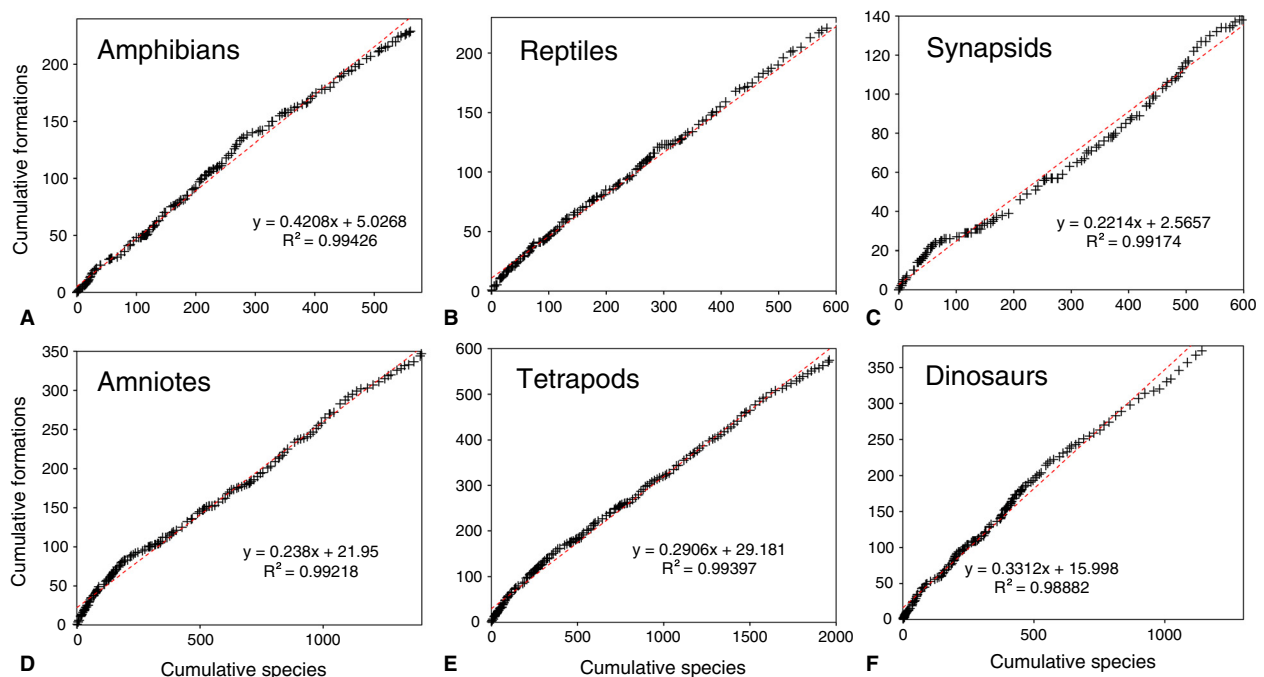 Amphibians
Cumulative formations
200
150
100
50
0
y = 0.4208x + 5.0268
R² = 0.99426
0 100 200 300 400 500
A
Reptiles
200
150
100
50
0
0 100 200 300 400 500 600
B
Synapsids
140
120
100
80
60
40
20
0
y = 0.2214x + 2.5657
R² = 0.99174
0 100 200 300 400 500 600
C
Amniotes
Cumulative formations
350
300
250
200
150
100
50
0
y = 0.238x + 21.95
R² = 0.99218
0 500 1000
D
Cumulative species
Tetrapods
600
500
400
300
200
100
0
y = 0.2906x + 29.181
R² = 0.99397
0 500 1000 1500 2000
E
Cumulative species
Dinosaurs
350
300
250
200
150
100
50
0
y = 0.3312x + 15.998
R² = 0.98882
0 500 1000
F
Cumulative species